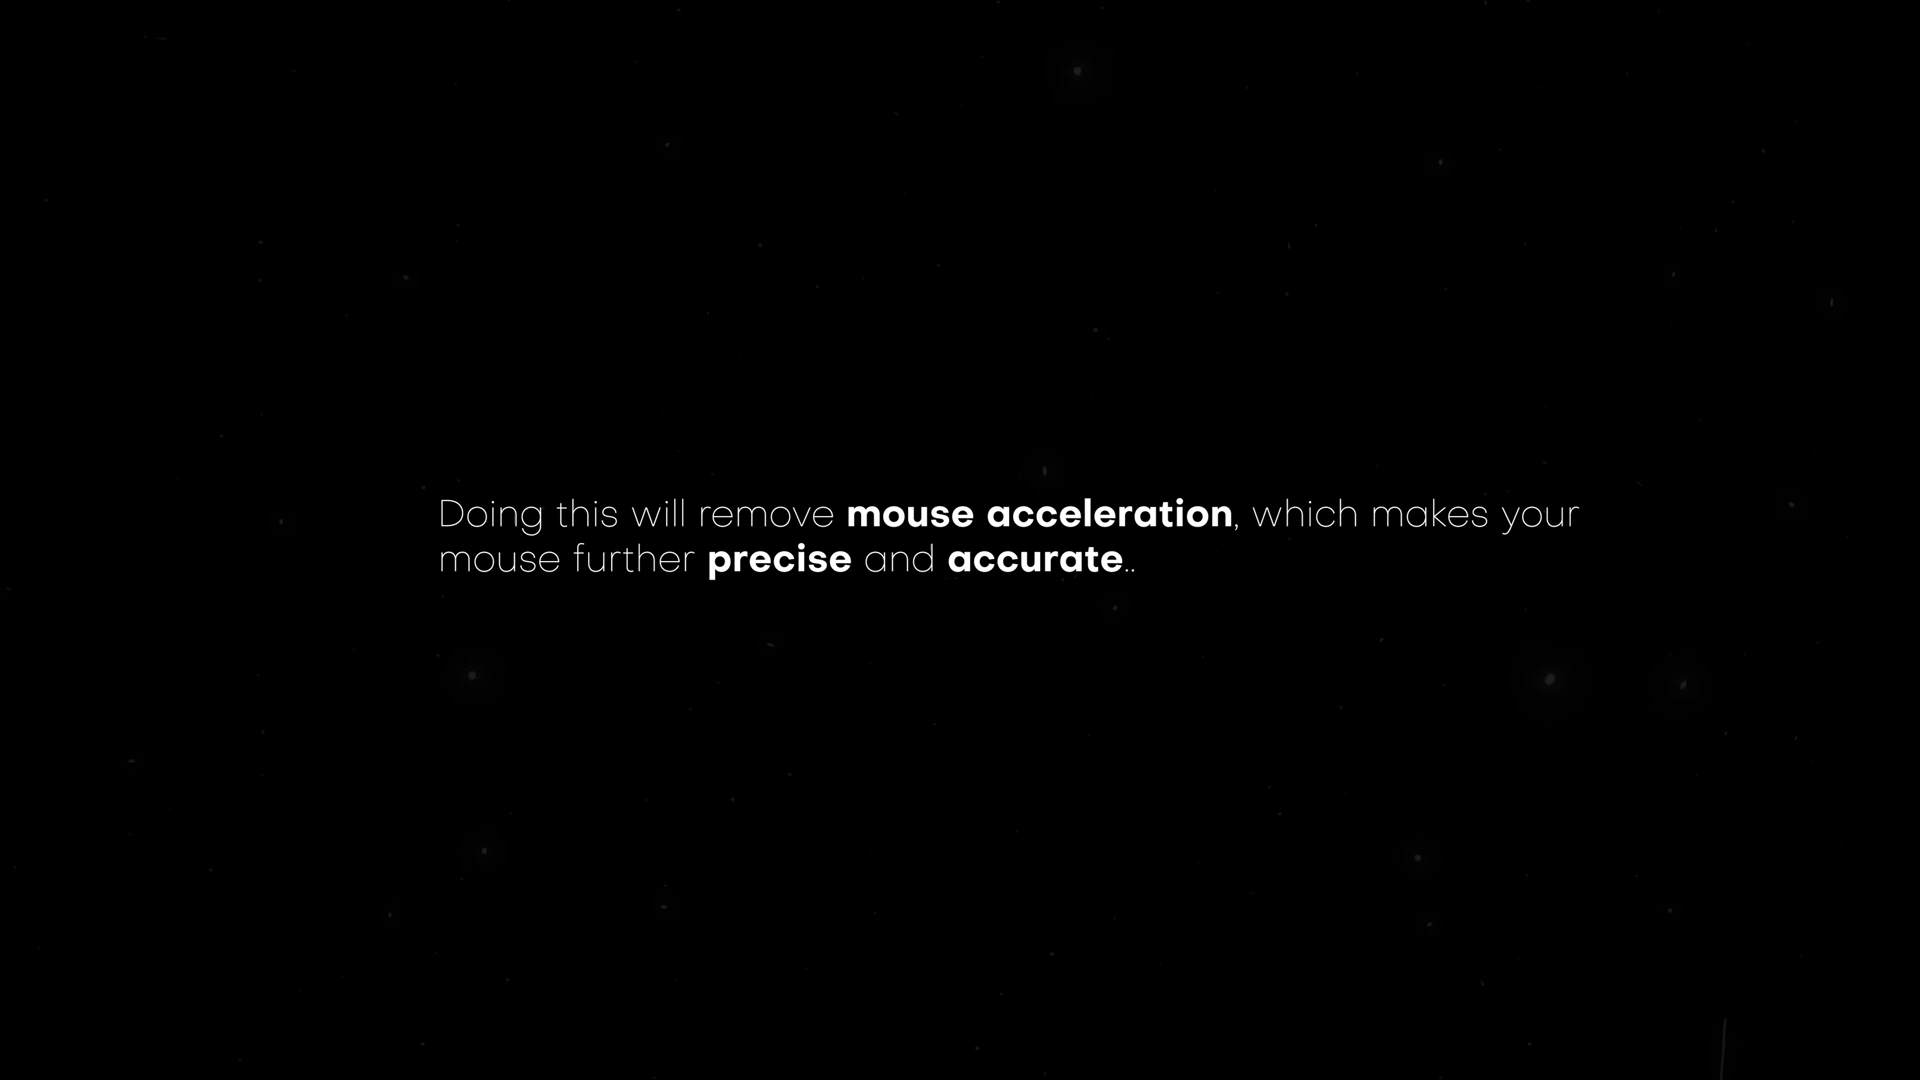 Doing this will remove mouse acceleration, which makes your
mouse further precise and accurate..